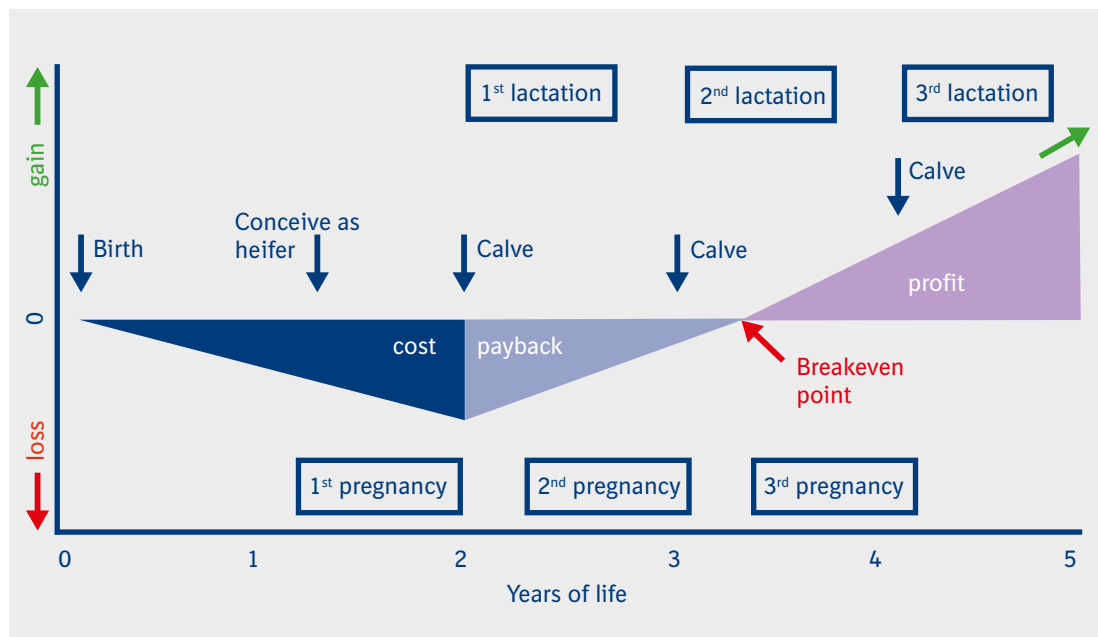 1st lactation
2nd lactation
3rd lactation
gain
Calve
Conceive as
heifer
Birth
Calve
Calve
profit
0
cost
payback
Breakeven
point
loss
1st pregnancy
2nd pregnancy
3rd pregnancy
0
1
2
3
4
5
Years of life